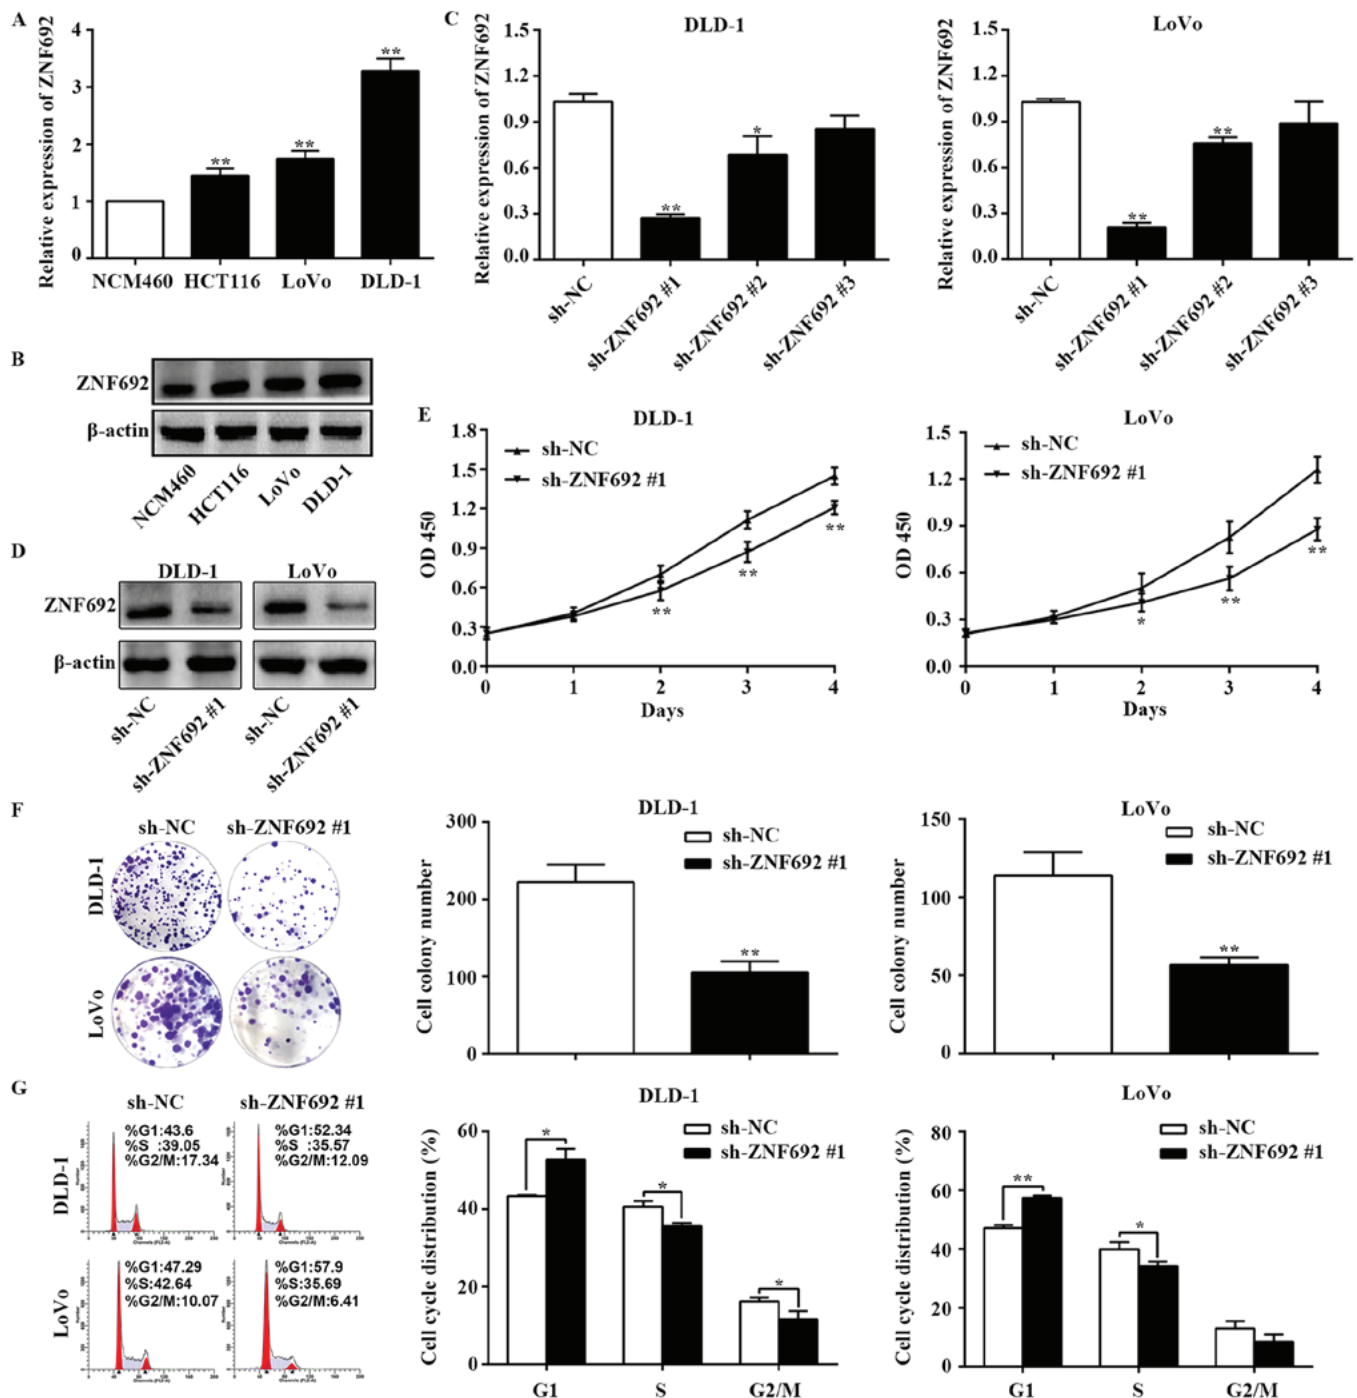 A
Relative expression of ZNF692
4
3
2
1
0
**
**
**
NCM460
HCT116
LoVo
DLD-1
C
DLD-1
Relative expression of ZNF692
1.5
1.2
0.9
0.6
0.3
0.0
**
*
sh-NC
sh-ZNF692 #1
sh-ZNF692 #2
sh-ZNF692 #3
LoVo
Relative expression of ZNF692
1.5
1.2
0.9
0.6
0.3
0.0
**
**
sh-NC
sh-ZNF692 #1
sh-ZNF692 #2
sh-ZNF692 #3
B
ZNF692
β-actin
NCM460
HCT116
LoVo
DLD-1
D
DLD-1
LoVo
ZNF692
β-actin
sh-NC
sh-ZNF692 #1
sh-NC
sh-ZNF692 #1
E
DLD-1
OD 450
1.8
1.5
1.2
0.9
0.6
0.3
0.0
sh-NC
sh-ZNF692 #1
**
**
**
0
1
2
3
4
Days
LoVo
OD 450
1.5
1.2
0.9
0.6
0.3
0.0
sh-NC
sh-ZNF692 #1
*
**
**
0
1
2
3
4
Days
F
sh-NC
sh-ZNF692 #1
DLD-1
LoVo
DLD-1
Cell colony number
300
200
100
0
sh-NC
sh-ZNF692 #1
**
LoVo
Cell colony number
150
100
50
0
sh-NC
sh-ZNF692 #1
**
G
sh-NC
sh-ZNF692 #1
DLD-1
%G1:43.6
%S :39.05
%G2/M:17.34
%G1:52.34
%S :35.57
%G2/M:12.09
LoVo
%G1:47.29
%S:42.64
%G2/M:10.07
%G1:57.9
%S:35.69
%G2/M:6.41
DLD-1
Cell cycle distribution (%)
60
40
20
0
sh-NC
sh-ZNF692 #1
*
*
*
G1
S
G2/M
LoVo
Cell cycle distribution (%)
80
60
40
20
0
sh-NC
sh-ZNF692 #1
**
*
G1
S
G2/M